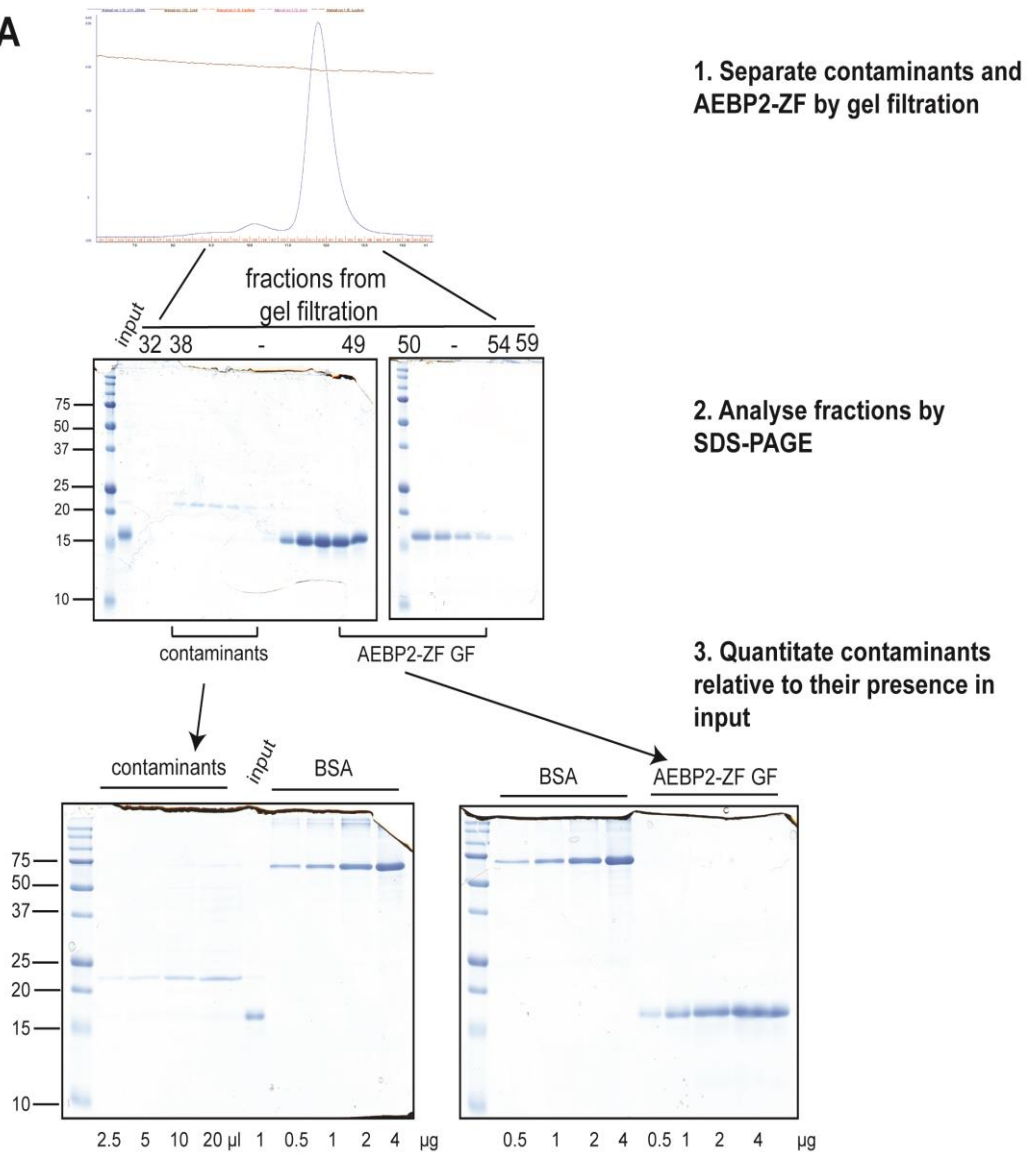 A
1. Separate contaminants and
AEBP2-ZF by gel filtration
fractions from
gel filtration
input
32 38 - 49 50 - 54 59
75
50
37
25
20
15
10
2. Analyse fractions by
SDS-PAGE
contaminants AEBP2-ZF GF
3. Quantitate contaminants
relative to their presence in
input
contaminants input BSA BSA AEBP2-ZF GF
75
50
37
25
20
15
10
2.5 5 10 20 µl 1 0.5 1 2 4 µg 0.5 1 2 4 0.5 1 2 4 µg